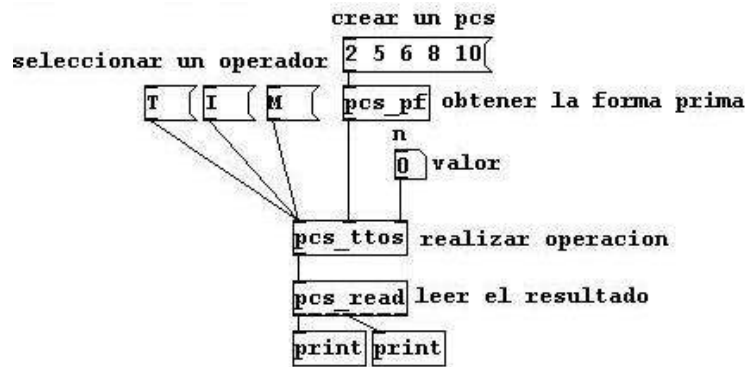 crear un pcs
2 5 6 8 10
seleccionar un operador
T I M
pcs_pf obtener la forma prima
n
0 valor
pcs_ttos realizar operacion
pcs_read leer el resultado
print print